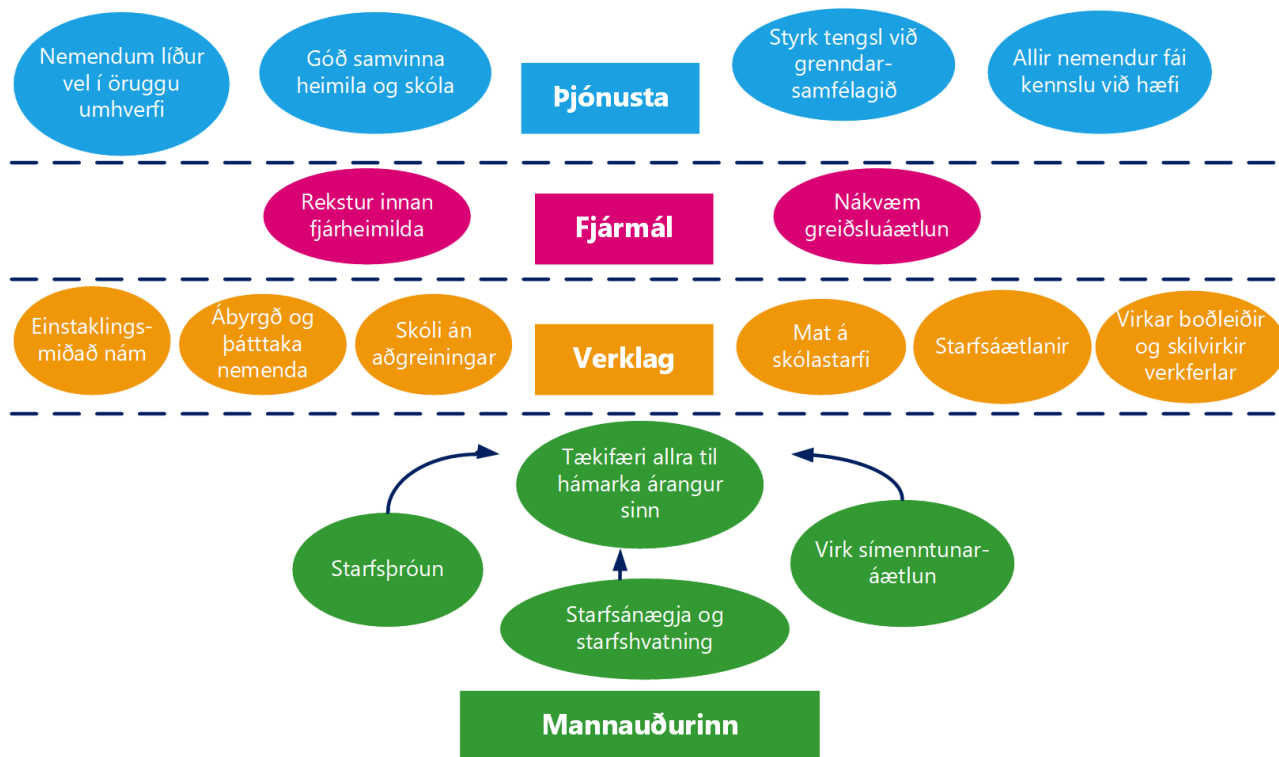 Nemendum líður
vel í öruggu
umhverfi
Góð samvinna
heimila og skóla
Þjónusta
Styrk tengsl við
grenndar-
samfélagið
Allir nemendur fái
kennslu við hæfi
Rekstur innan
fjárheimilda
Fjármál
Nákvæm
greiðsluáætlun
Einstaklings-
miðað nám
Ábyrgð og
þátttaka
nemenda
Skóli án
aðgreiningar
Verklag
Mat á
skólastarfi
Starfsáætlanir
Virkar boðleiðir
og skilvirkir
verkferlar
Tækifæri allra til
hámarka árangur
sinn
Starfsþróun
Virk símenntunar-
áætlun
Starfsánægja og
starfshvatning
Mannauðurinn